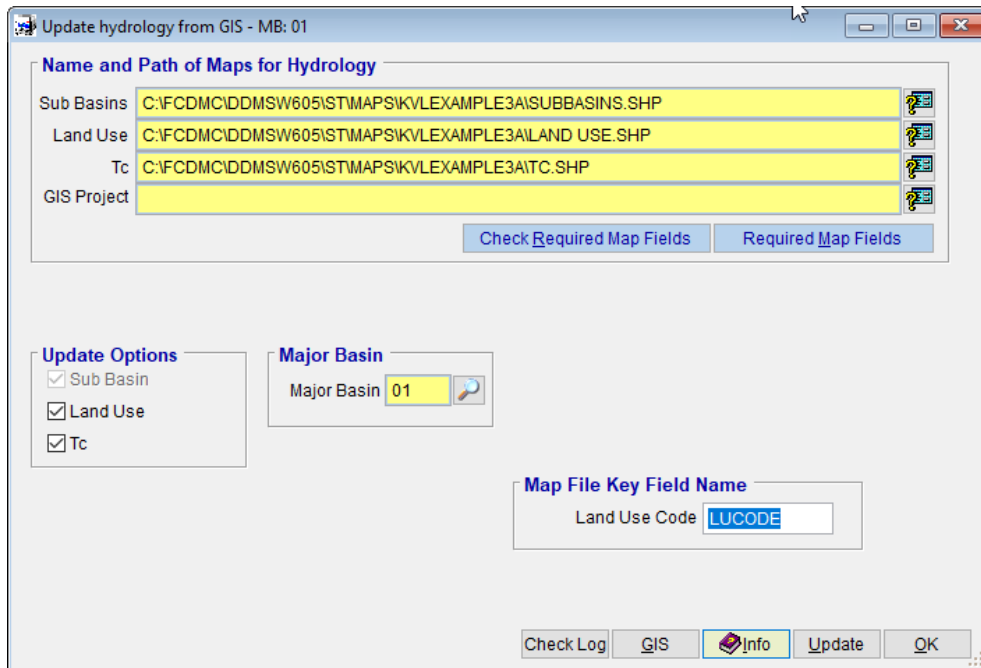 Update hydrology from GIS - MB: 01
Name and Path of Maps for Hydrology
Sub Basins C:\FCDMC\DDMSW605\ST\MAPS\KVLEXAMPLE3A\SUBBASINS.SHP
Land Use C:\FCDMC\DDMSW605\ST\MAPS\KVLEXAMPLE3A\LAND USE.SHP
Tc C:\FCDMC\DDMSW605\ST\MAPS\KVLEXAMPLE3A\TC.SHP
GIS Project
Check Required Map Fields Required Map Fields
Update Options Major Basin
Sub Basin
Major Basin 01
Land Use
Tc
Map File Key Field Name
Land Use Code LUCODE
Check Log GIS Info Update OK